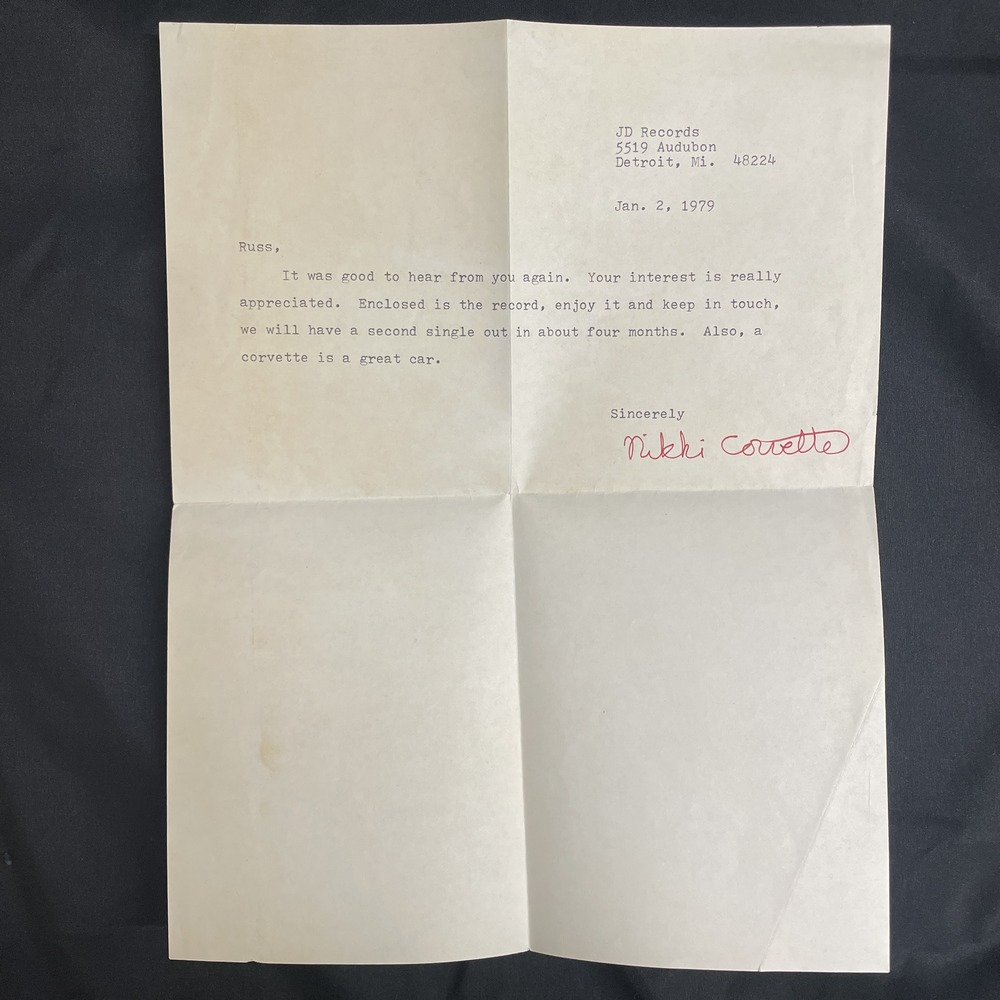 JD Records
5519 Audubon
Detroit, Mi.  48224
Jan. 2, 1979
Russ,
It was good to hear from you again.  Your interest is really
appreciated.  Enclosed is the record, enjoy it and keep in touch,
we will have a second single out in about four months.  Also, a
corvette is a great car.
Sincerely
Nikki Corvette